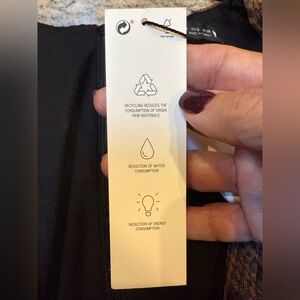 RECYCLING REDUCES THE
CONSUMPTION OF VIRGIN
RAW MATERIALS
REDUCTION OF WATER
CONSUMPTION
REDUCTION OF ENERGY
CONSUMPTION